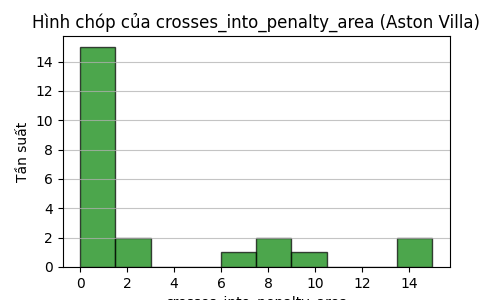 Hình chóp của crosses_into_penalty_area (Aston Villa)
14
12
10
8
6
4
2
0
Tần suất
0 2 4 6 8 10 12 14
crosses_into_penalty_area